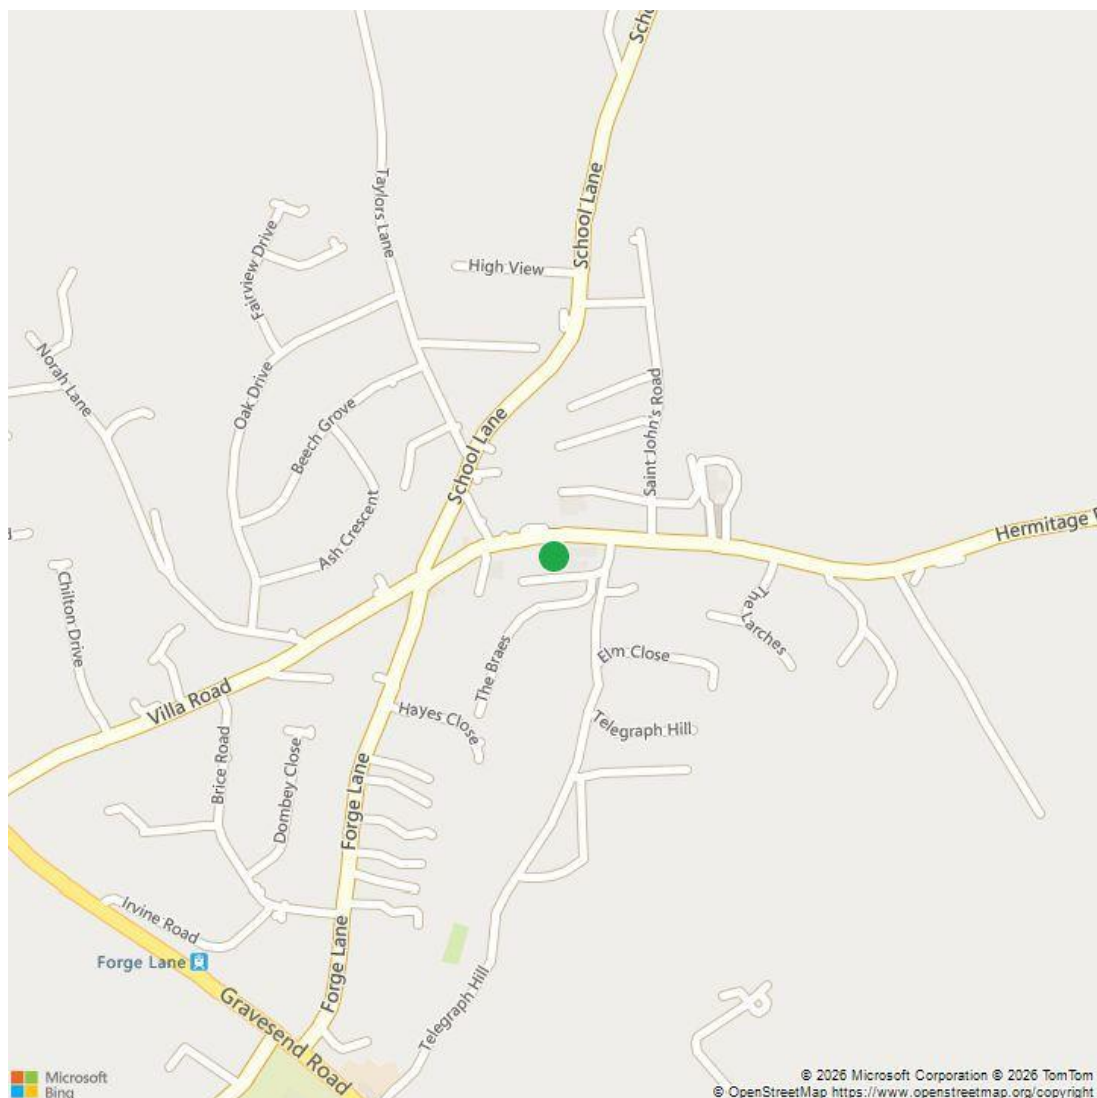 Scho
School Lane
Taylors Lane
High View
Fairview Drive
Norah Lane
Oak Drive
Beech Grove
Saint John's Road
School Lane
Ash Crescent
Hermitage R
Chilton Drive
The Larches
The Braes
Elm Close
Villa Road
Hayes Close
Telegraph Hill
Brice Road
Dombey Close
Forge Lane
Irvine Road
Forge Lane
Forge Lane
Gravesend Road
Telegraph Hill
Microsoft
Bing
© 2026 Microsoft Corporation © 2026 TomTom
© OpenStreetMap https://www.openstreetmap.org/copyright